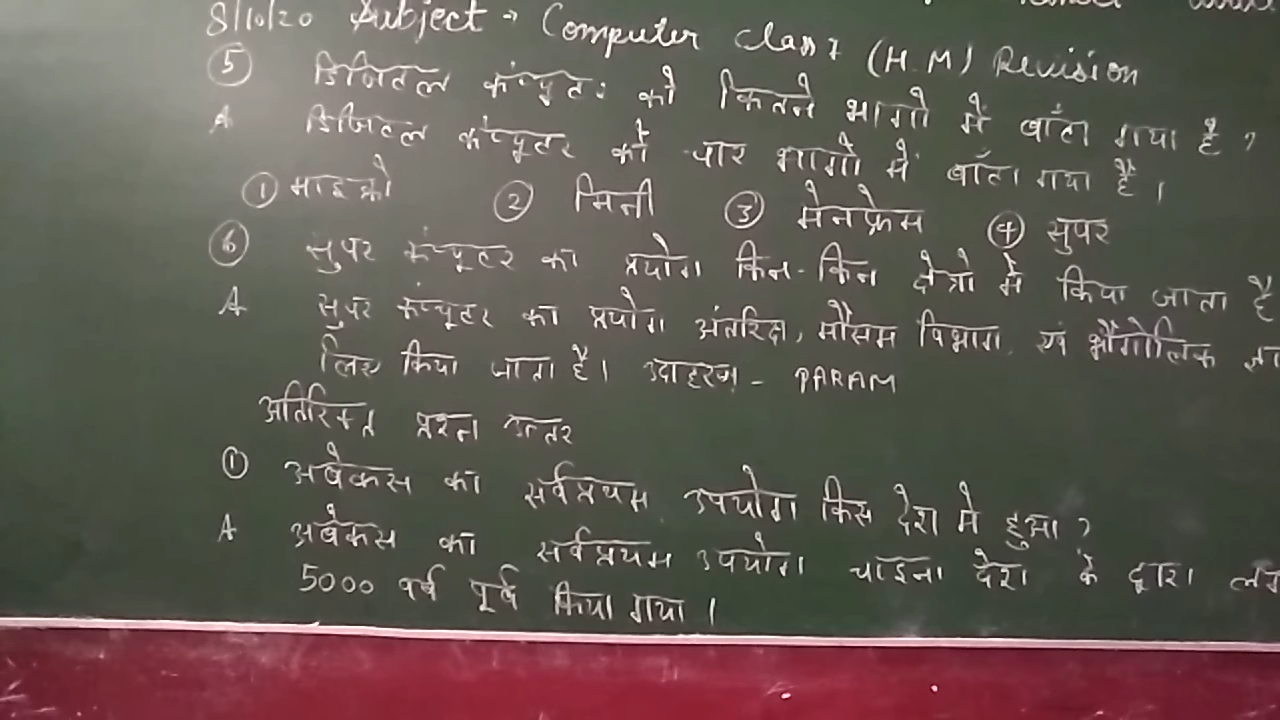 8/10/20 Subject → Computer Class 7 (H.M) Revision
⑤ डिजिटल कंप्यूटर को कितने भागो में बाँटा गया है ?
A डिजिटल कंप्यूटर को चार भागो में बाँटा गया है ।
① माइक्रो ② मिनी ③ मेनफ्रेम ④ सुपर
⑥ सुपर कंप्यूटर का प्रयोग किन-किन क्षेत्रो में किया जाता है
A सुपर कंप्यूटर का प्रयोग अंतरिक्ष, मौसम विभाग, एवं भौगोलिक
लिए किया जाता है । उदाहरण - PARAM
अतिरिक्त प्रश्न उत्तर
① अबेकस का सर्वप्रथम उपयोग किस देश मे हुआ ?
A अबेकस का सर्वप्रथम उपयोग चाइना देश के द्वारा
5000 वर्ष पूर्व किया गया ।